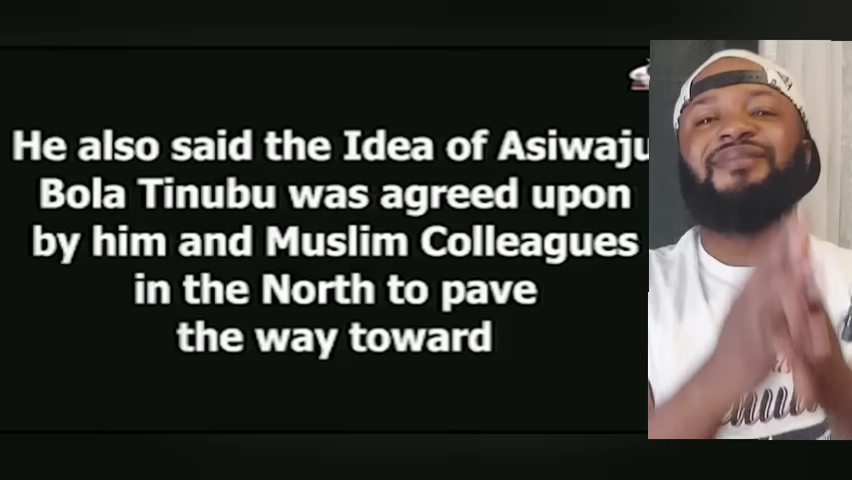 He also said the Idea of Asiwaju
Bola Tinubu was agreed upon
by him and Muslim Colleagues
in the North to pave
the way toward